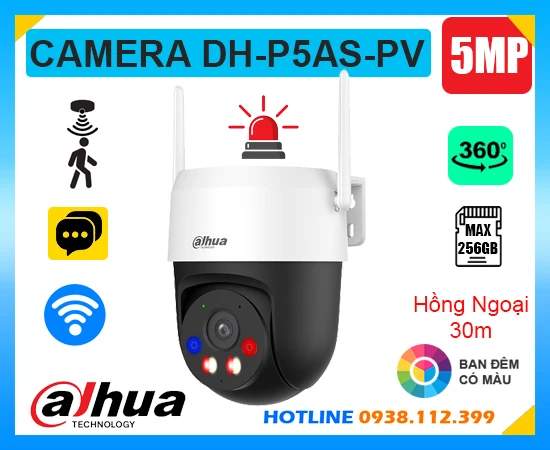 CAMERA DH-P5AS-PV
5MP
360°
MAX
256GB
alhua
TECHNOLOGY
Hồng Ngoại
30m
BAN ĐÊM
CÓ MÀU
alhua
TECHNOLOGY
HOTLINE 0938.112.399